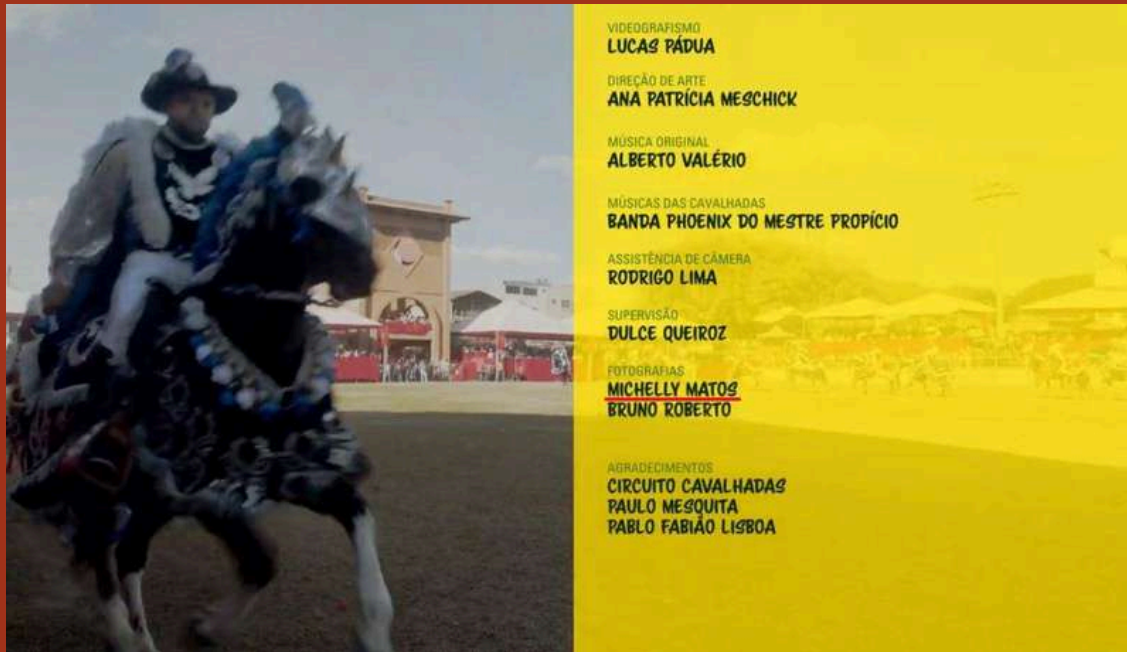 VIDEOGRAFISMO
LUCAS PÁDUA
DIREÇÃO DE ARTE
ANA PATRÍCIA MESCHICK
MÚSICA ORIGINAL
ALBERTO VALÉRIO
MÚSICAS DAS CAVALHADAS
BANDA PHOENIX DO MESTRE PROPÍCIO
ASSISTÊNCIA DE CÂMERA
RODRIGO LIMA
SUPERVISÃO
DULCE QUEIROZ
FOTOGRAFIAS
MICHELLY MATOS
BRUNO ROBERTO
AGRADECIMENTOS
CIRCUITO CAVALHADAS
PAULO MESQUITA
PABLO FABIÃO LISBOA